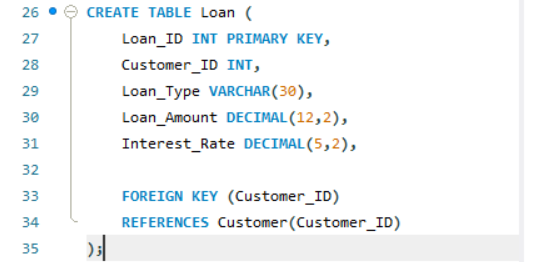 26 CREATE TABLE Loan (
27 Loan_ID INT PRIMARY KEY,
28 Customer_ID INT,
29 Loan_Type VARCHAR(30),
30 Loan_Amount DECIMAL(12,2),
31 Interest_Rate DECIMAL(5,2),
32
33 FOREIGN KEY (Customer_ID)
34 REFERENCES Customer(Customer_ID)
35 );